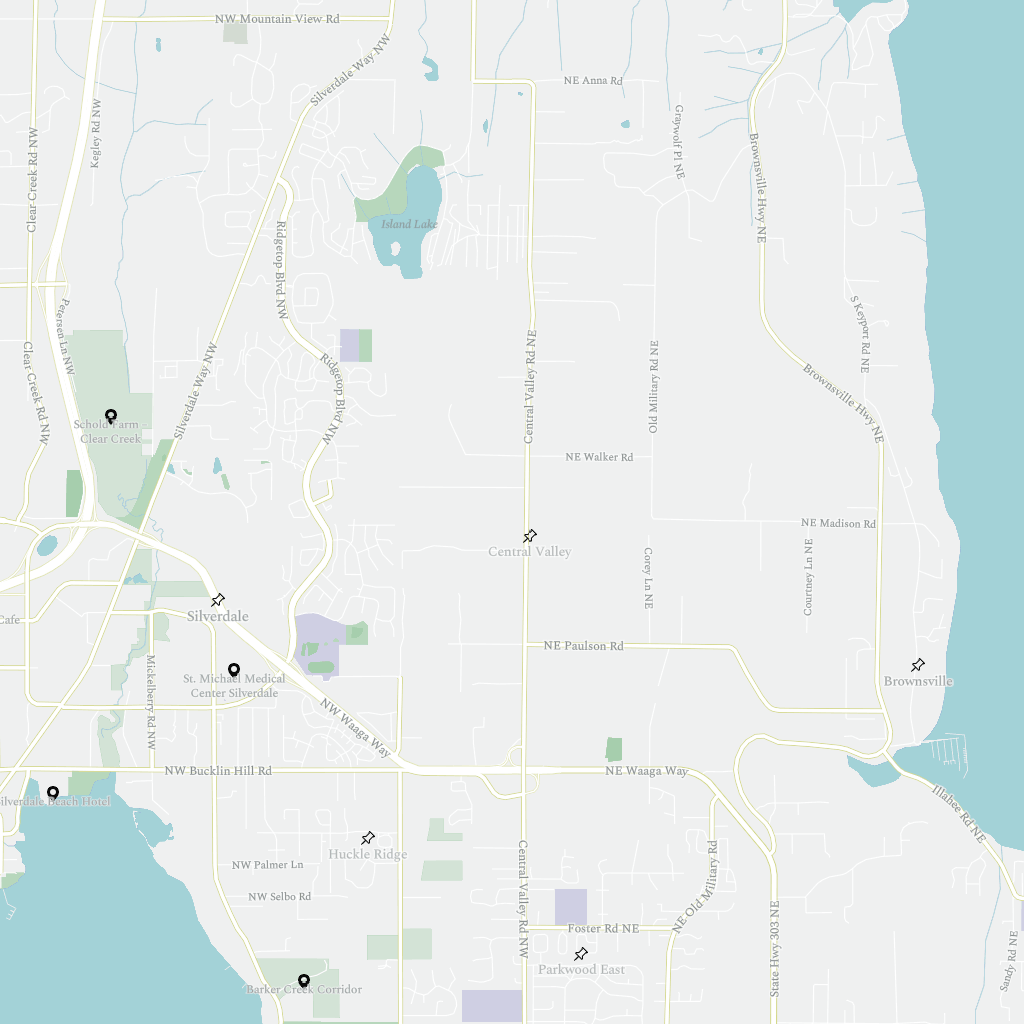 NW Mountain View Rd
Silverdale Way NW
NE Anna Rd
Kegley Rd NW
Clear Creek Rd NW
Graywolf Pl NE
Brownsville Hwy NE
Island Lake
Ridgetop Blvd NW
Petersen Ln NW
S Keyport Rd NE
Clear Creek Rd NW
Silverdale Way NW
Ridgetop Blvd NW
Central Valley Rd NE
Old Military Rd NE
Brownsville Hwy NE
Schold Farm -
Clear Creek
NE Walker Rd
NE Madison Rd
Central Valley
Corey Ln NE
Courtney Ln NE
Silverdale
Cafe
NE Paulson Rd
Mickelberry Rd NW
St. Michael Medical
Center Silverdale
Brownsville
NW Waaga Way
NW Bucklin Hill Rd
NE Waaga Way
Silverdale Beach Hotel
Illahee Rd NE
Huckle Ridge
NW Palmer Ln
NW Selbo Rd
Central Valley Rd NW
NE Old Military Rd
Foster Rd NE
State Hwy 303 NE
Sandy Rd NE
Parkwood East
Barker Creek Corridor